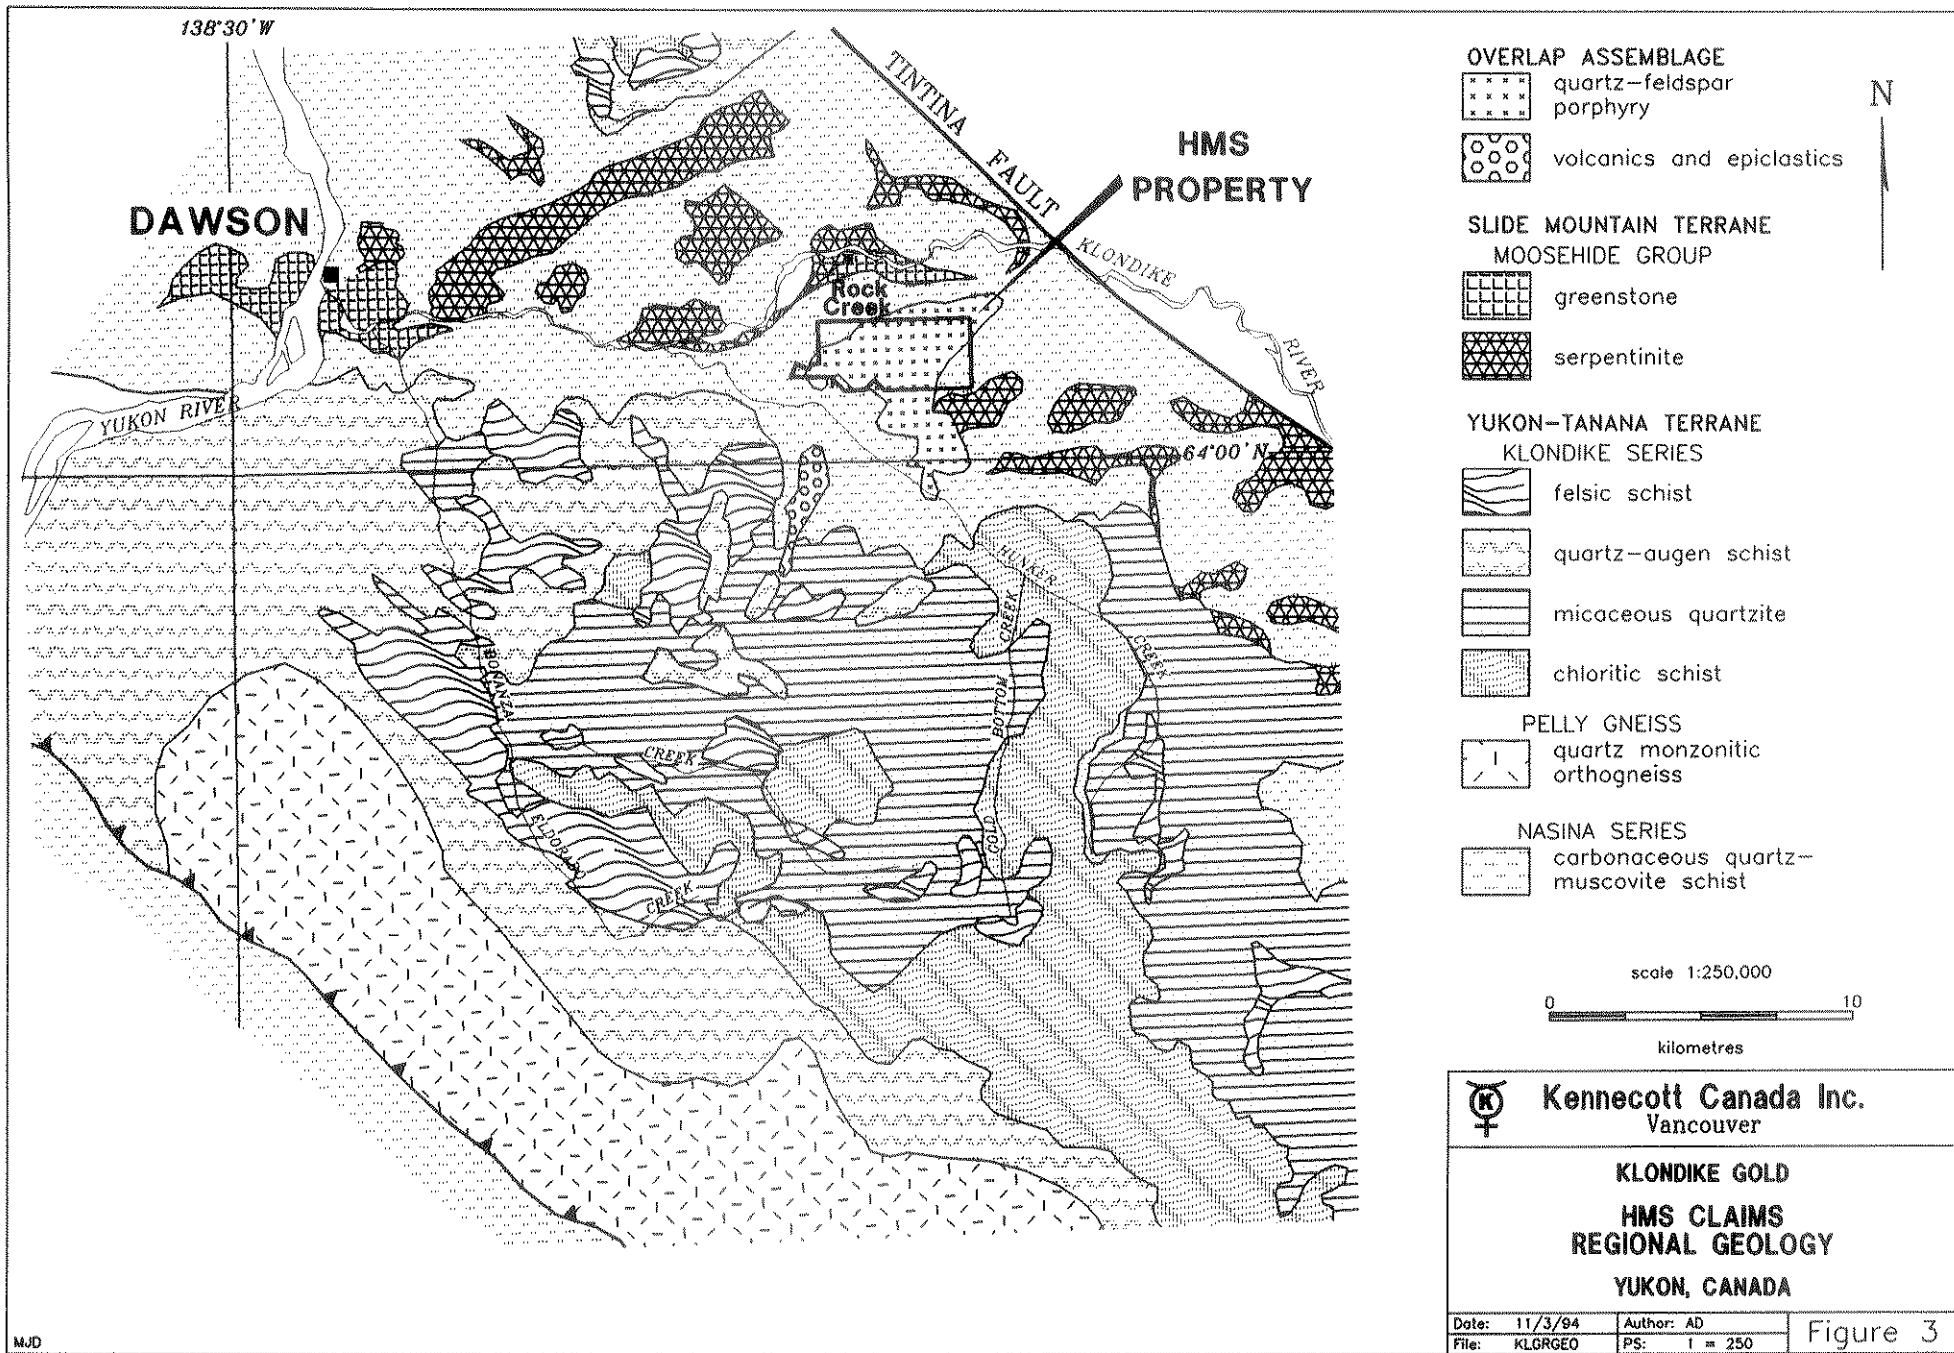 138°30'W
TINTINA
FAULT
HMS
PROPERTY
DAWSON
KLONDIKE
RIVER
Rock
Creek
YUKON RIVER
64°00'N
HUNKER
CREEK
CREEK
BONANZA
BOTTOM
CREEK
GOLD
ELDORADO
CREEK
OVERLAP ASSEMBLAGE
quartz-feldspar
porphyry
volcanics and epiclastics
N
SLIDE MOUNTAIN TERRANE
MOOSEHIDE GROUP
greenstone
serpentinite
YUKON-TANANA TERRANE
KLONDIKE SERIES
felsic schist
quartz-augen schist
micaceous quartzite
chloritic schist
PELLY GNEISS
quartz monzonitic
orthogneiss
NASINA SERIES
carbonaceous quartz-
muscovite schist
scale 1:250,000
0 10
kilometres
K
Kennecott Canada Inc.
Vancouver
KLONDIKE GOLD
HMS CLAIMS
REGIONAL GEOLOGY
YUKON, CANADA
Date: 11/3/94 Author: AD
File: KLGRGEO PS: 1 = 250
Figure 3
MJD